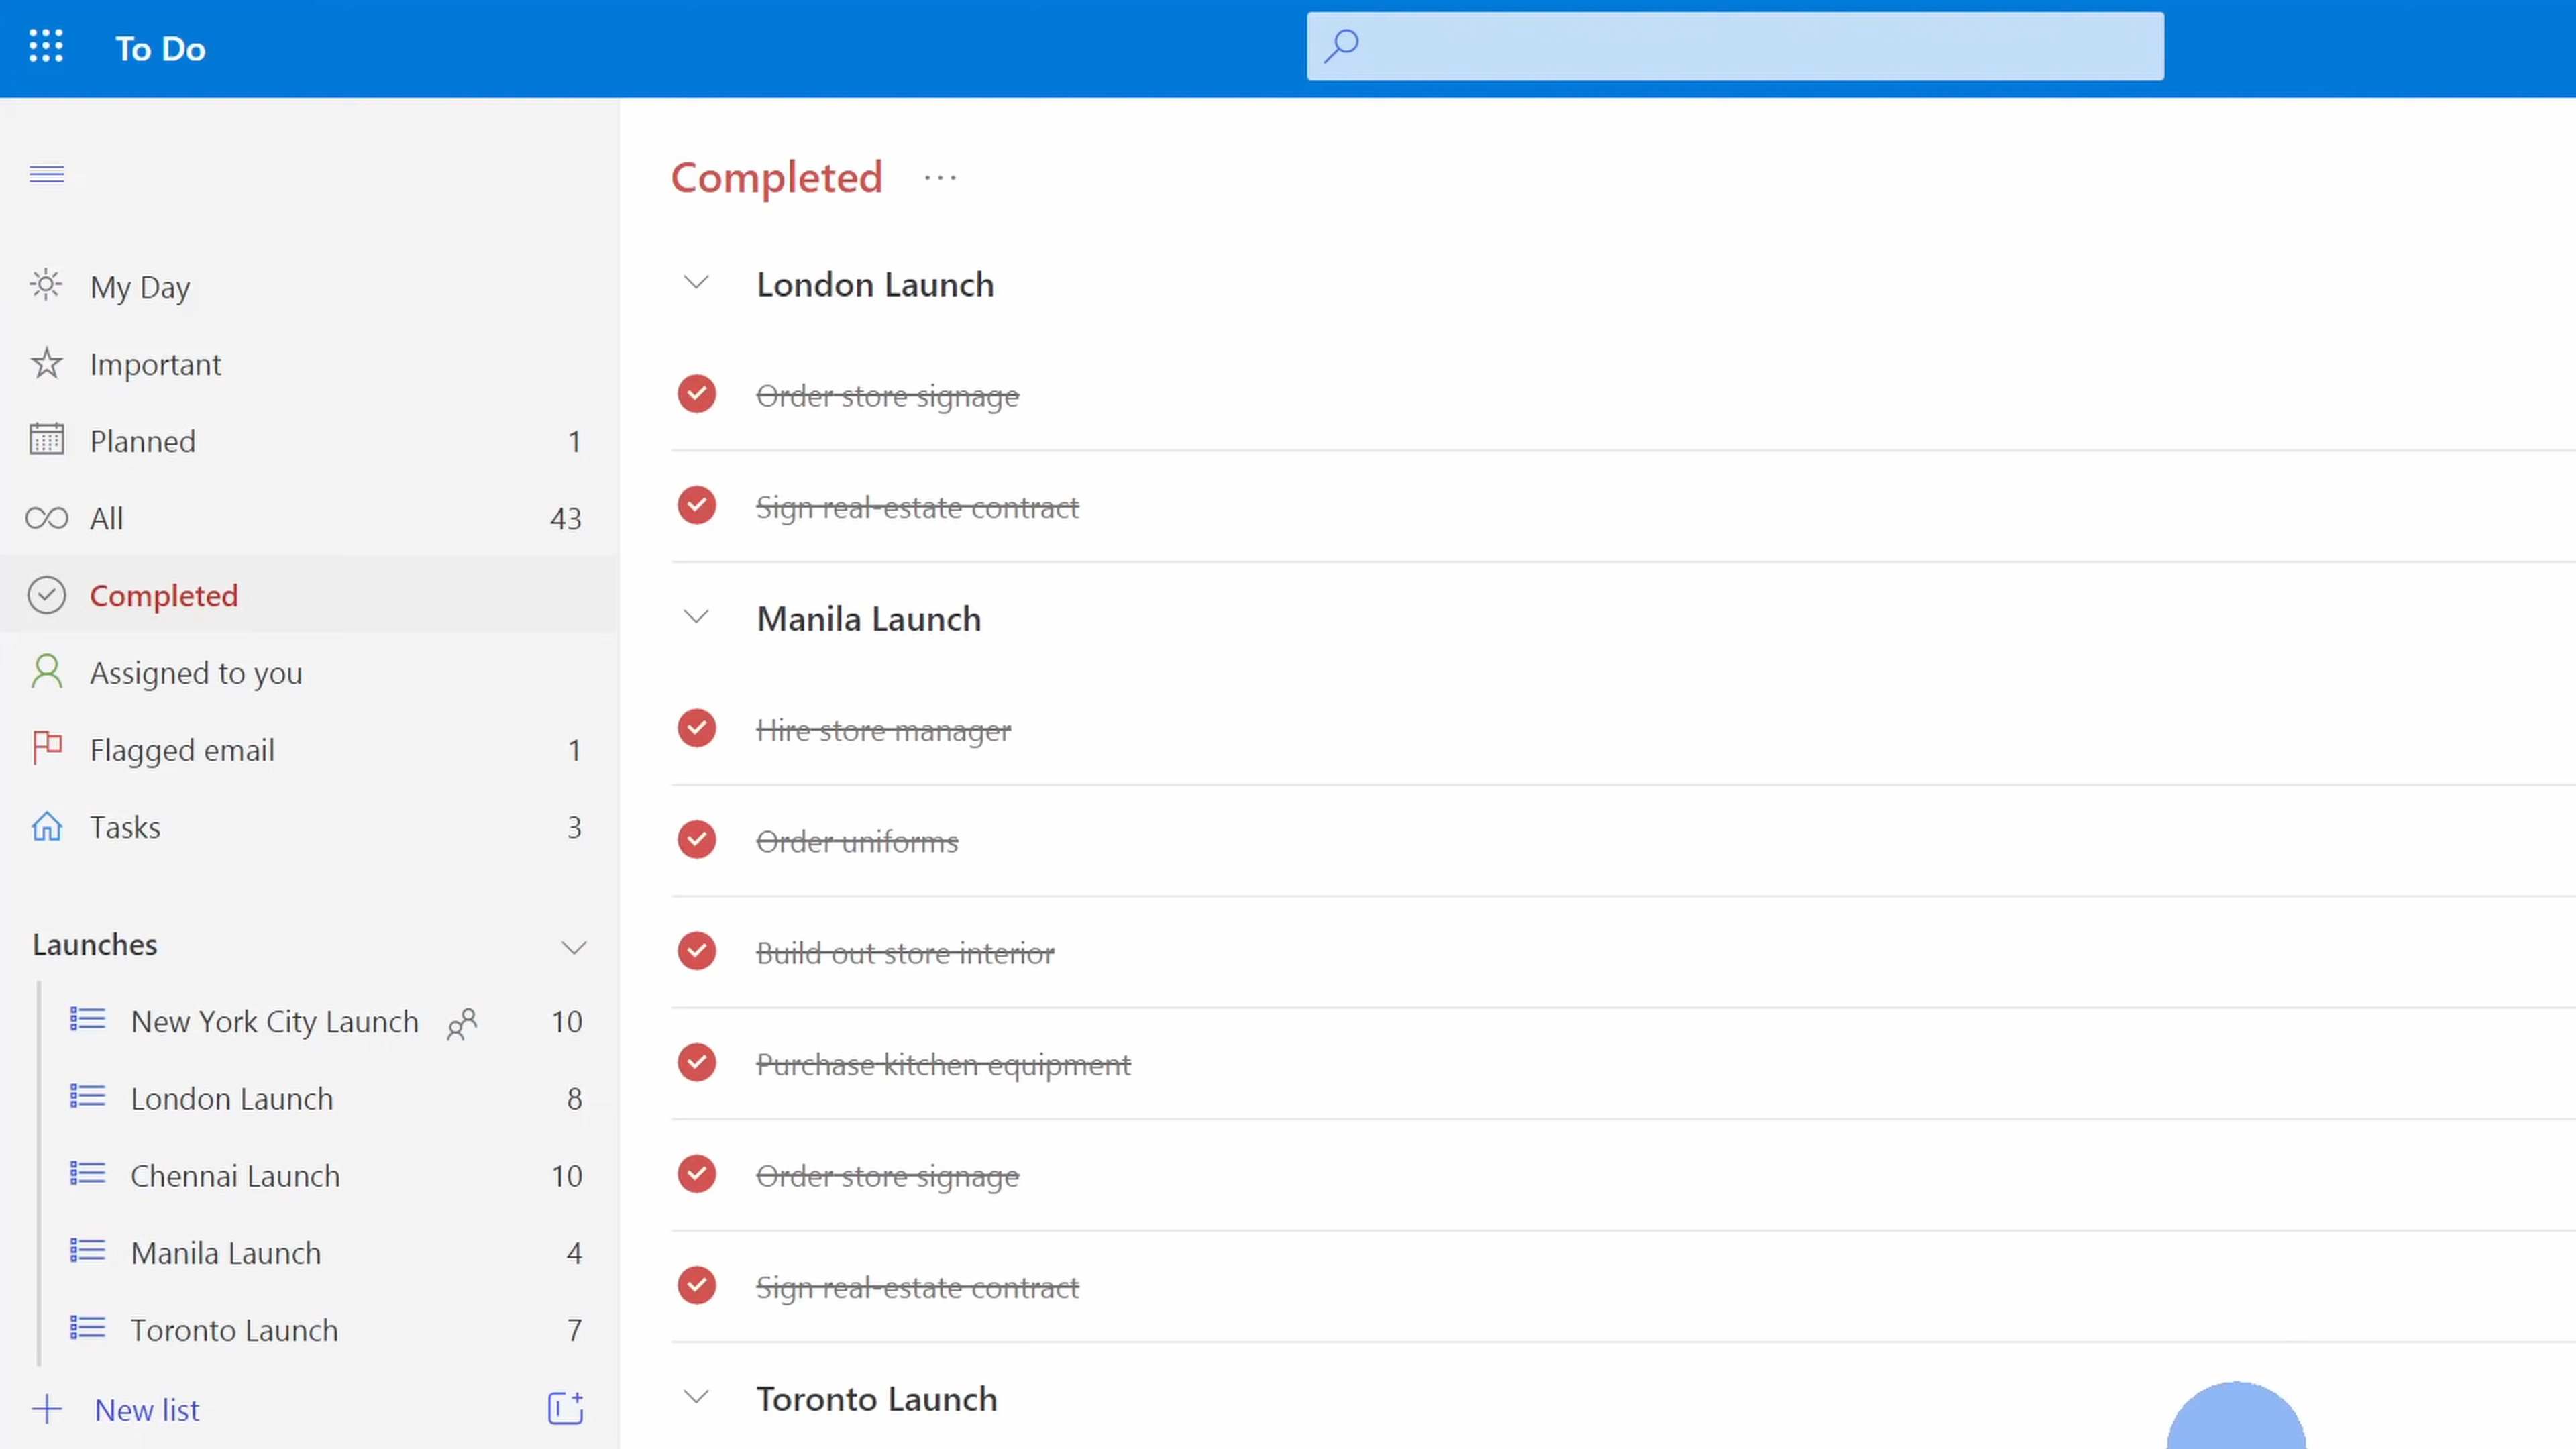 To Do
My Day
Important
Planned 1
All 43
Completed
Assigned to you
Flagged email 1
Tasks 3
Launches
New York City Launch 10
London Launch 8
Chennai Launch 10
Manila Launch 4
Toronto Launch 7
New list
Completed ...
London Launch
Order store signage
Sign real-estate contract
Manila Launch
Hire store manager
Order uniforms
Build out store interior
Purchase kitchen equipment
Order store signage
Sign real-estate contract
Toronto Launch